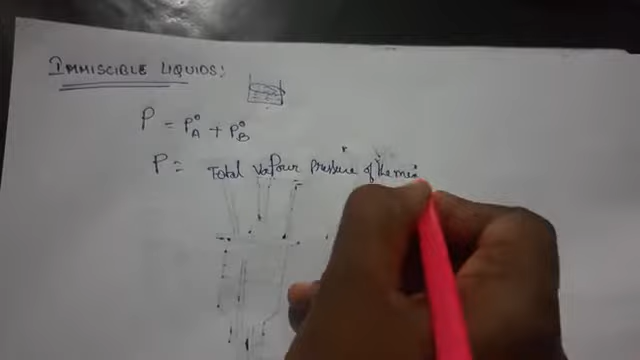 IMMISCIBLE LIQUIDS:
P = P°A + P°B
P = Total vapour pressure of the mi